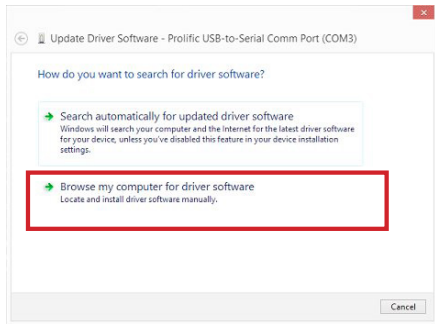 Update Driver Software - Prolific USB-to-Serial Comm Port (COM3)
How do you want to search for driver software?
Search automatically for updated driver software
Windows will search your computer and the Internet for the latest driver software
for your device, unless you've disabled this feature in your device installation
settings.
Browse my computer for driver software
Locate and install driver software manually.
Cancel